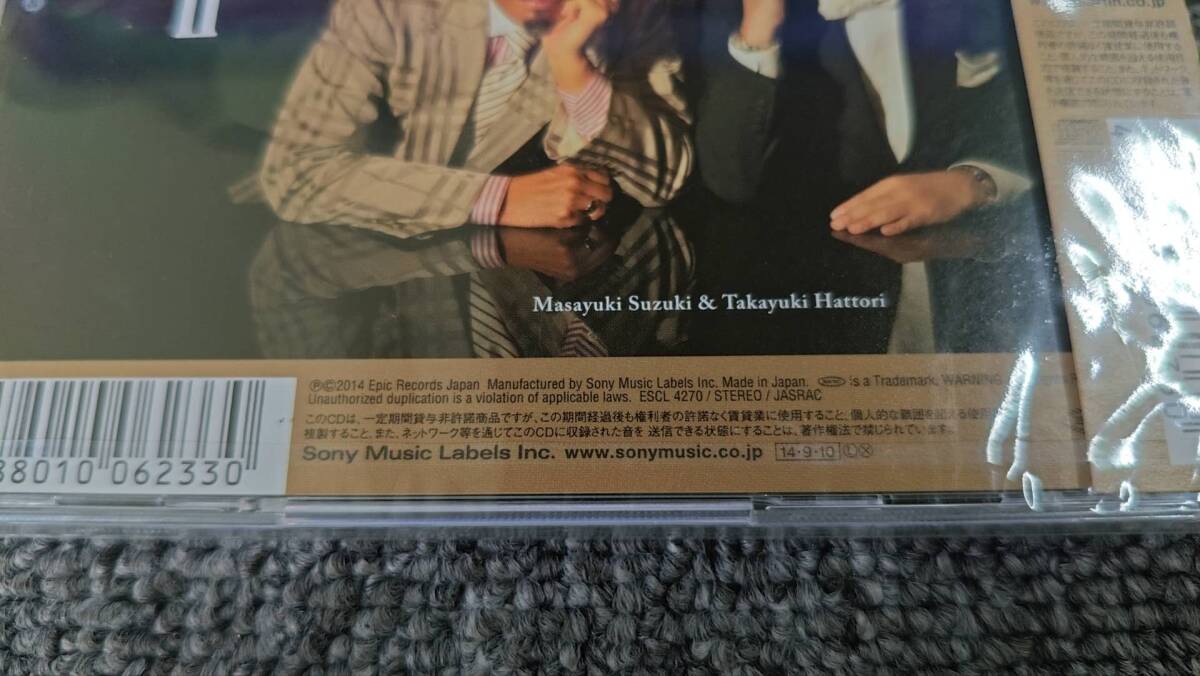 Masayuki Suzuki & Takayuki Hattori
℗©2014 Epic Records Japan Manufactured by Sony Music Labels Inc. Made in Japan. is a Trademark. WARNING
Unauthorized duplication is a violation of applicable laws. ESCL 4270 / STEREO / JASRAC
このCDは、一定期間貸与非許諾商品ですが、この期間経過後も権利者の許諾なく賃貸業に使用すること、個人的な範囲を超える使用
複製すること、また、ネットワーク等を通じてこのCDに収録された音を送信できる状態にすることは、著作権法で禁じられています。
Sony Music Labels Inc. www.sonymusic.co.jp 14・9・10 Ⓛ Ⓧ
88010 062330